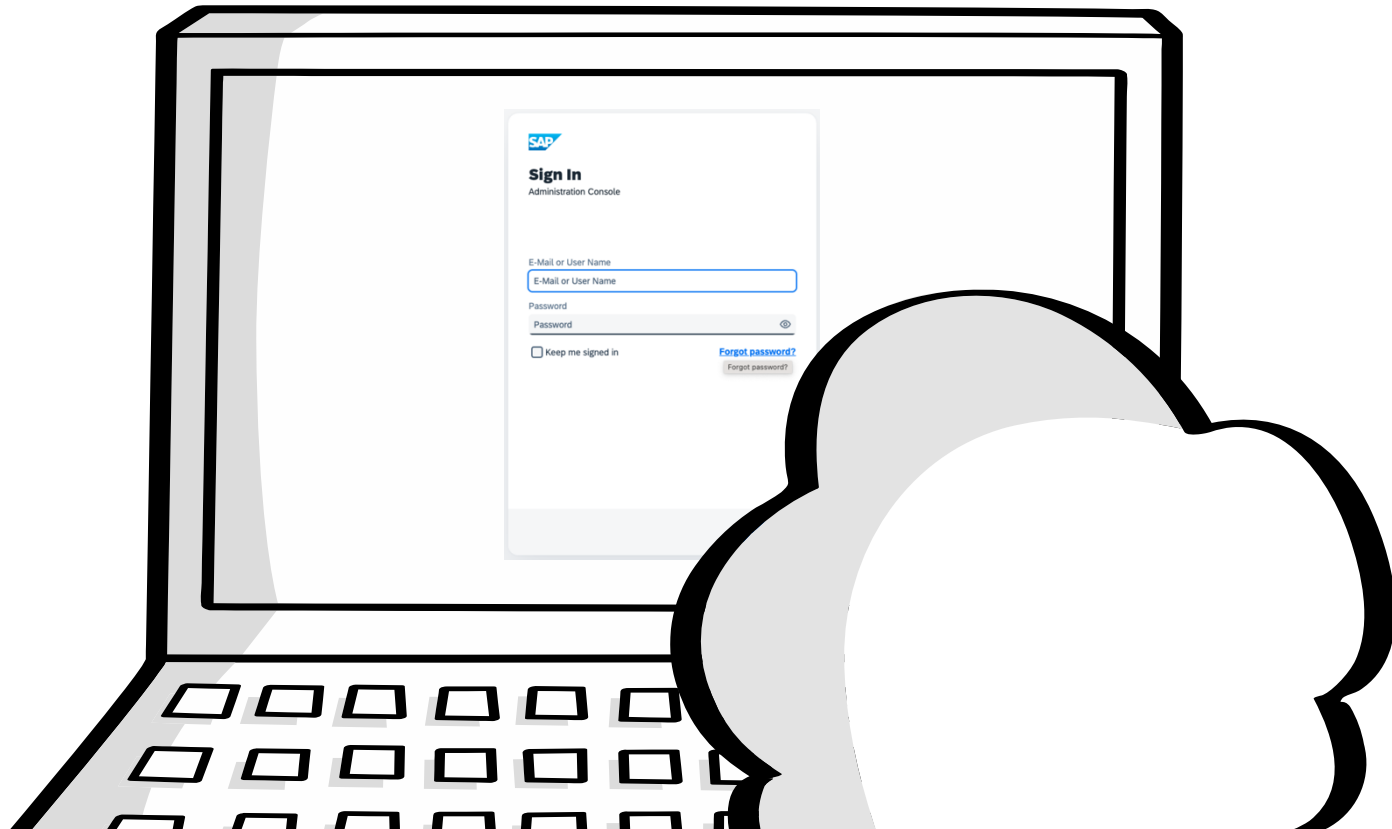 SAP
Sign In
Administration Console
E-Mail or User Name
E-Mail or User Name
Password
Password
Keep me signed in Forgot password?
Forgot password?